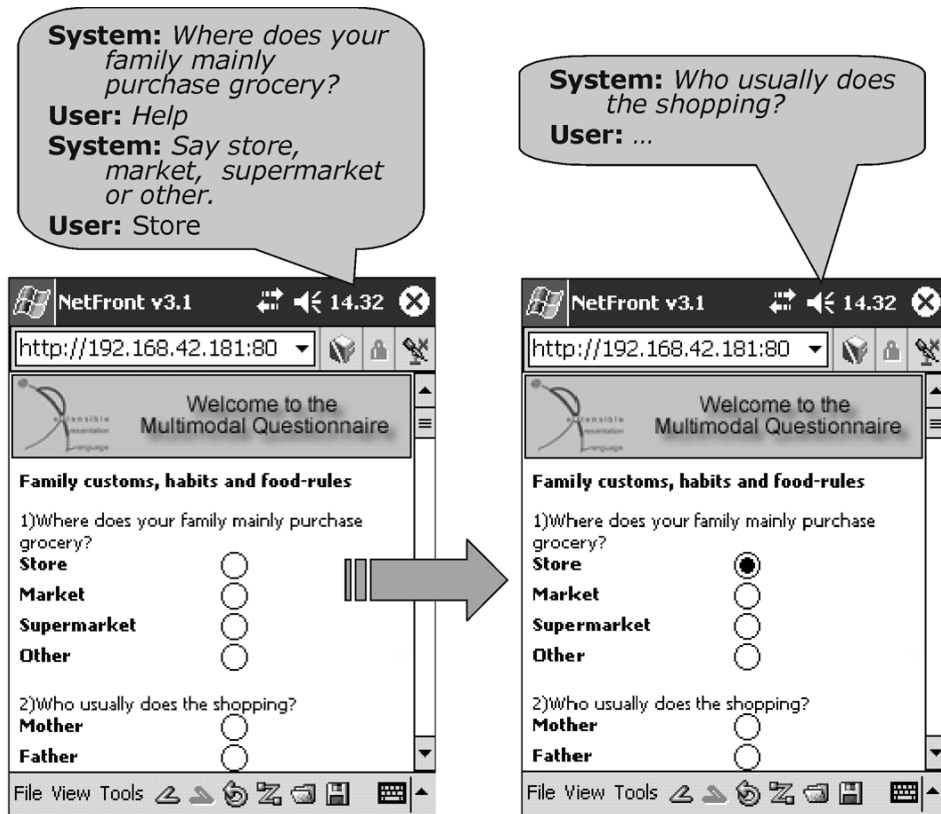 System: Where does your
family mainly
purchase grocery?
User: Help
System: Say store,
market, supermarket
or other.
User: Store
System: Who usually does
the shopping?
User: ...
NetFront v3.1 14.32
http://192.168.42.181:80
Welcome to the
Multimodal Questionnaire
Family customs, habits and food-rules
1)Where does your family mainly purchase
grocery?
Store
Market
Supermarket
Other
2)Who usually does the shopping?
Mother
Father
File View Tools
NetFront v3.1 14.32
http://192.168.42.181:80
Welcome to the
Multimodal Questionnaire
Family customs, habits and food-rules
1)Where does your family mainly purchase
grocery?
Store
Market
Supermarket
Other
2)Who usually does the shopping?
Mother
Father
File View Tools